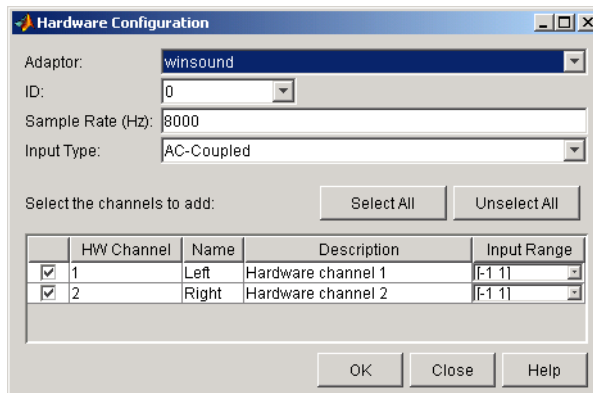 Hardware Configuration
Adaptor: winsound
ID: 0
Sample Rate (Hz): 8000
Input Type: AC-Coupled
Select the channels to add: Select All Unselect All
HW Channel Name Description Input Range
1 Left Hardware channel 1 [-1 1]
2 Right Hardware channel 2 [-1 1]
OK Close Help